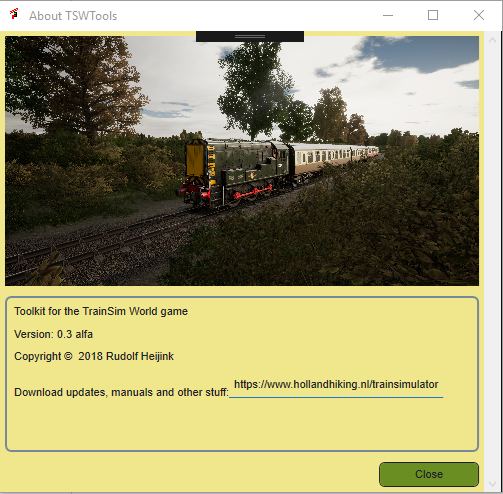 About TSWTools
Toolkit for the TrainSim World game
Version: 0.3 alfa
Copyright © 2018 Rudolf Heijink
Download updates, manuals and other stuff: https://www.hollandhiking.nl/trainsimulator
Close